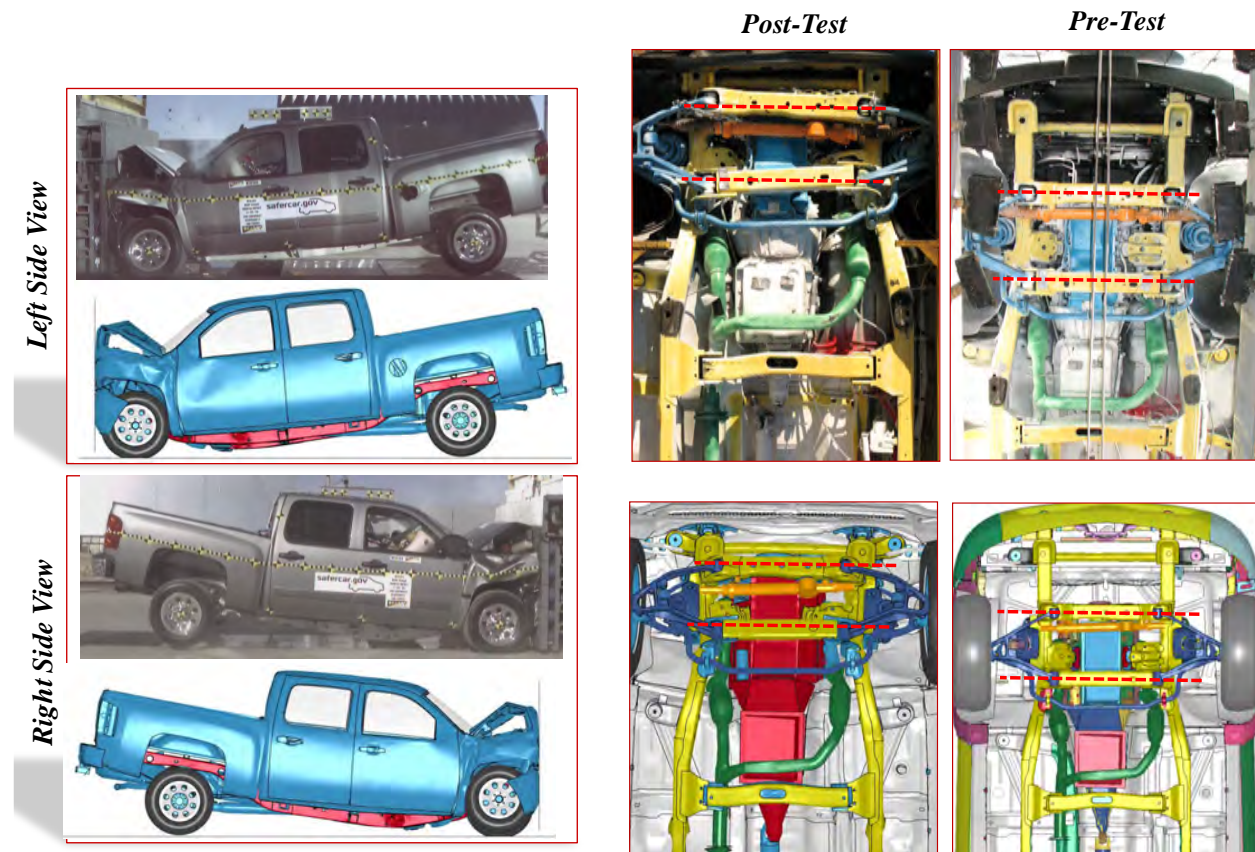 Post-Test
Pre-Test
Left Side View
safercar.gov
Right Side View
safercar.gov